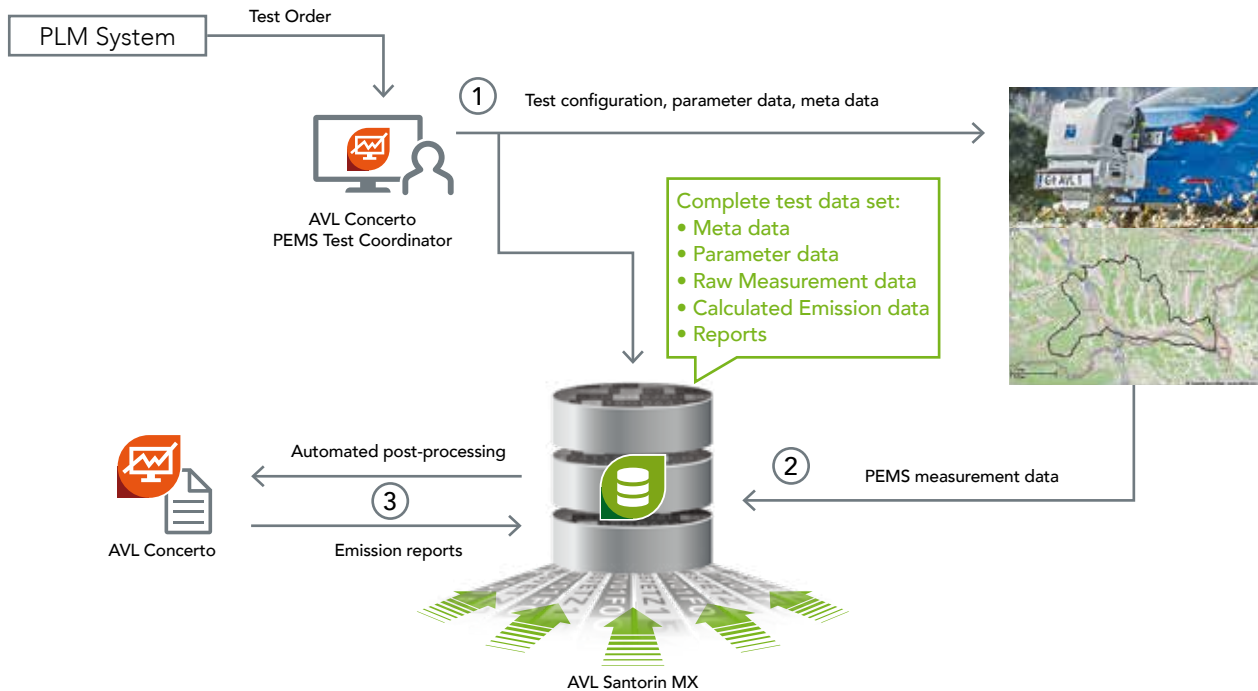 Test Order
PLM System
1
Test configuration, parameter data, meta data
AVL Concerto
PEMS Test Coordinator
Complete test data set:
• Meta data
• Parameter data
• Raw Measurement data
• Calculated Emission data
• Reports
Automated post-processing
2
PEMS measurement data
3
AVL Concerto
Emission reports
AVL Santorin MX